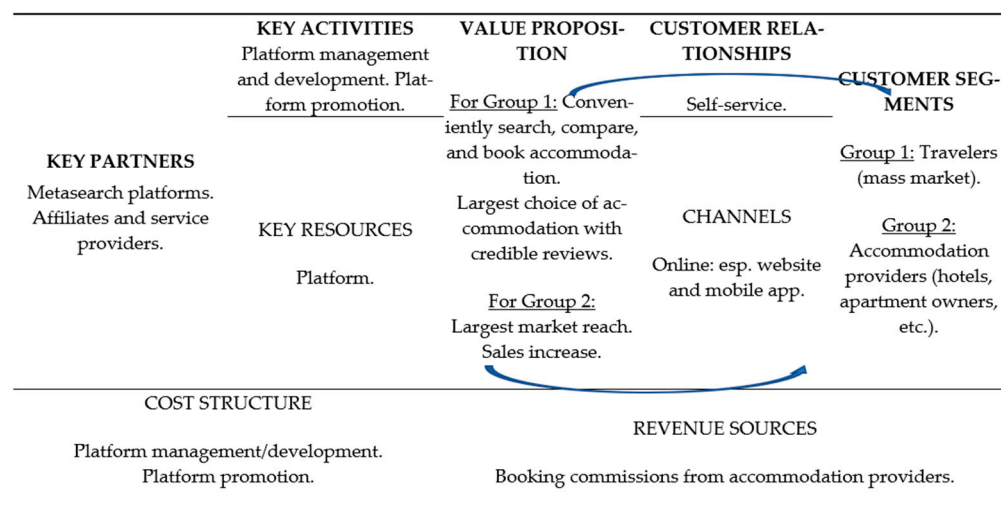 KEY PARTNERS
Metasearch platforms.
Affiliates and service
providers.
KEY ACTIVITIES
Platform management
and development. Plat-
form promotion.
KEY RESOURCES
Platform.
VALUE PROPOSI-
TION
For Group 1: Conven-
iently search, compare,
and book accommoda-
tion.
Largest choice of ac-
commodation with
credible reviews.
For Group 2:
Largest market reach.
Sales increase.
CUSTOMER RELA-
TIONSHIPS
Self-service.
CHANNELS
Online: esp. website
and mobile app.
CUSTOMER SEG-
MENTS
Group 1: Travelers
(mass market).
Group 2:
Accommodation
providers (hotels,
apartment owners,
etc.).
COST STRUCTURE
Platform management/development.
Platform promotion.
REVENUE SOURCES
Booking commissions from accommodation providers.